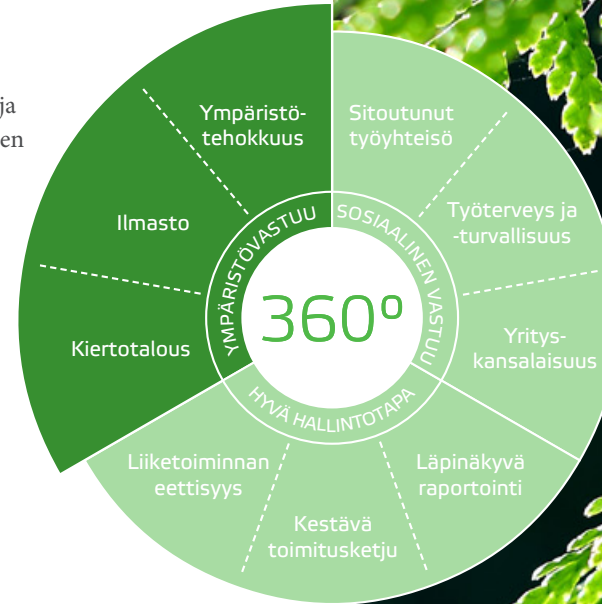 ja
en
Ympäristö-
tehokkuus
Ilmasto
Kiertotalous
YMPÄRISTÖVASTUU
Sitoutunut
työyhteisö
Työterveys ja
-turvallisuus
Yritys-
kansalaisuus
SOSIAALINEN VASTUU
360º
HYVÄ HALLINTOTAPA
Liiketoiminnan
eettisyys
Kestävä
toimitusketju
Läpinäkyvä
raportointi